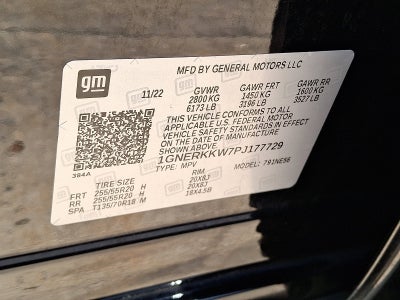 gm
MFD BY GENERAL MOTORS LLC
11/22 GVWR GAWR FRT GAWR RR
2800 KG 1450 KG 1600 KG
6173 LB 3196 LB 3527 LB
THIS VEHICLE CONFORMS TO ALL
APPLICABLE U.S. FEDERAL MOTOR
VEHICLE SAFETY STANDARDS IN EFFECT
ON THE DATE OF MANUFACTURE
SHOWN ABOVE.
1GNERKKW7PJ177729
384A TYPE: MPV MODEL: 791NE56
TIRE SIZE RIM
FRT 255/55R20 H 20X8J
RR 255/55R20 H 20X8J
SPA T135/70R18 M 18X4.5B